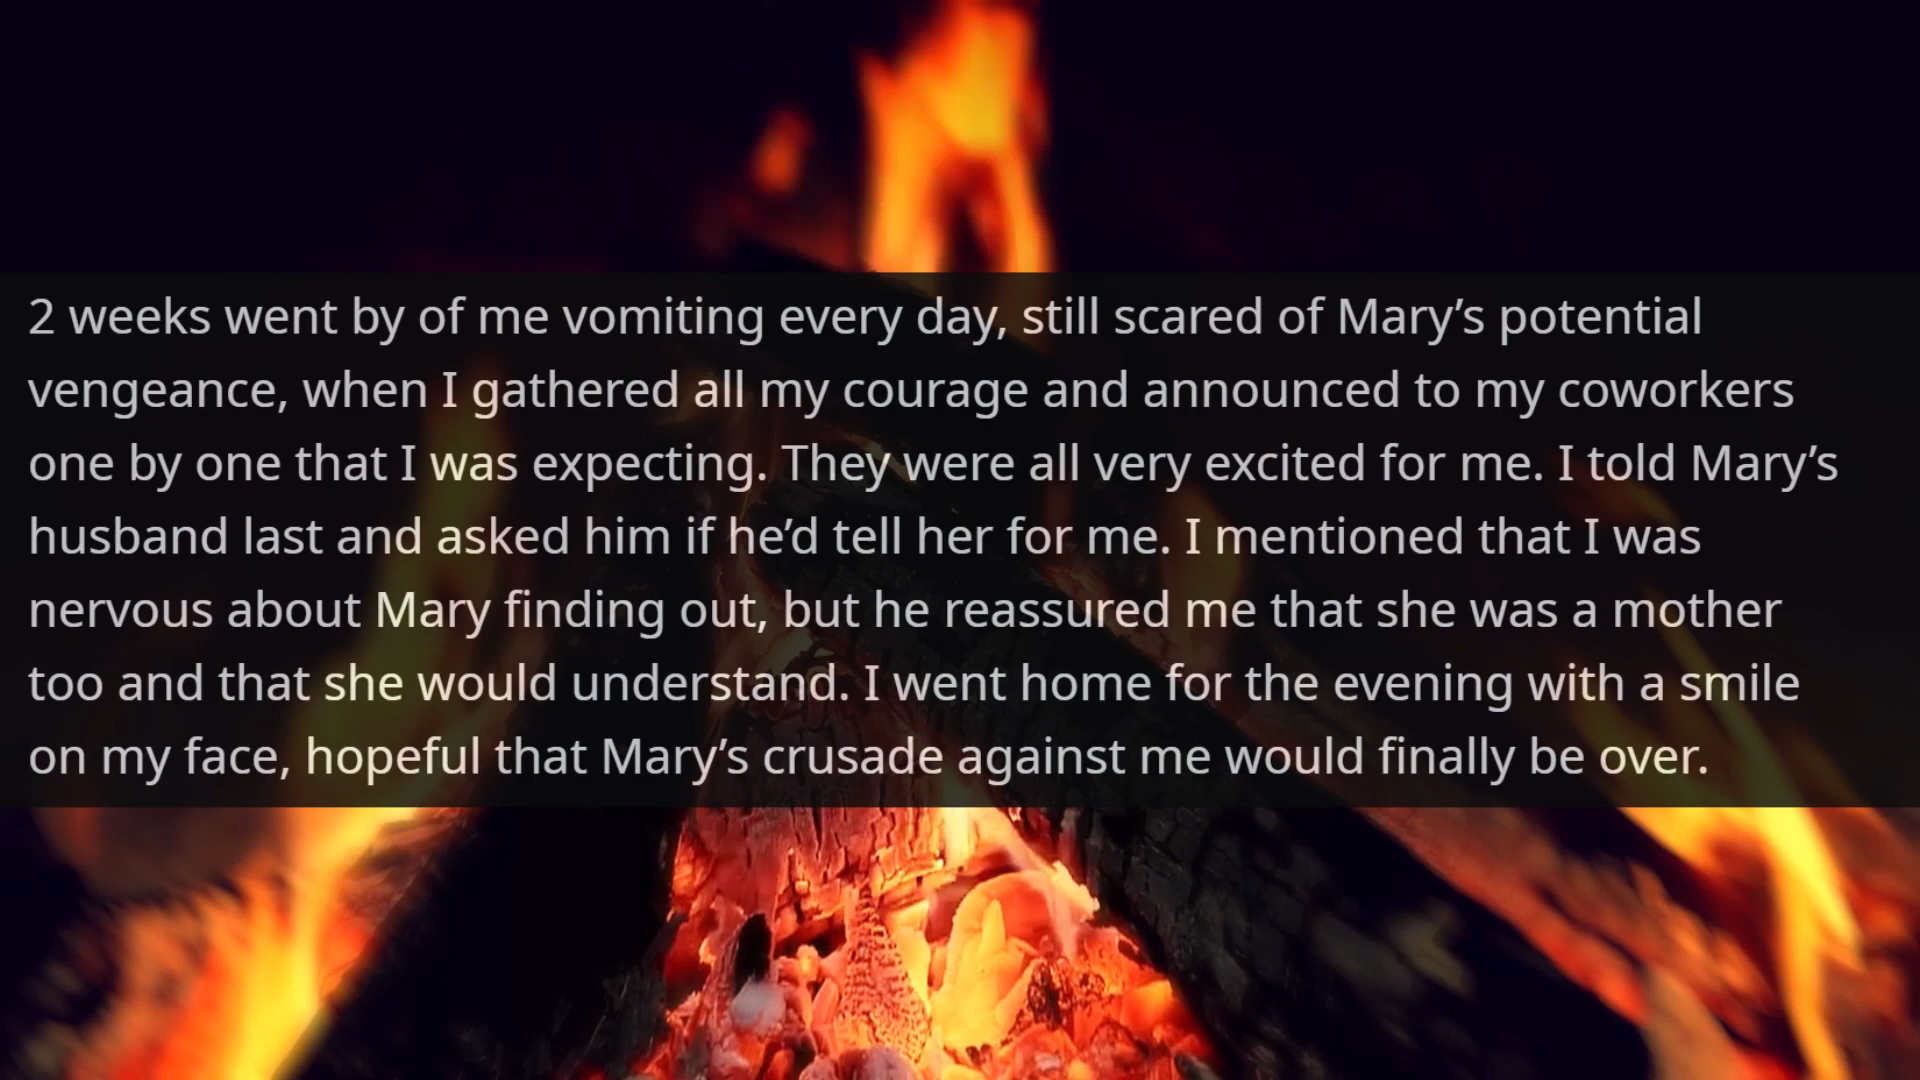 2 weeks went by of me vomiting every day, still scared of Mary’s potential
vengeance, when I gathered all my courage and announced to my coworkers
one by one that I was expecting. They were all very excited for me. I told Mary’s
husband last and asked him if he’d tell her for me. I mentioned that I was
nervous about Mary finding out, but he reassured me that she was a mother
too and that she would understand. I went home for the evening with a smile
on my face, hopeful that Mary’s crusade against me would finally be over.